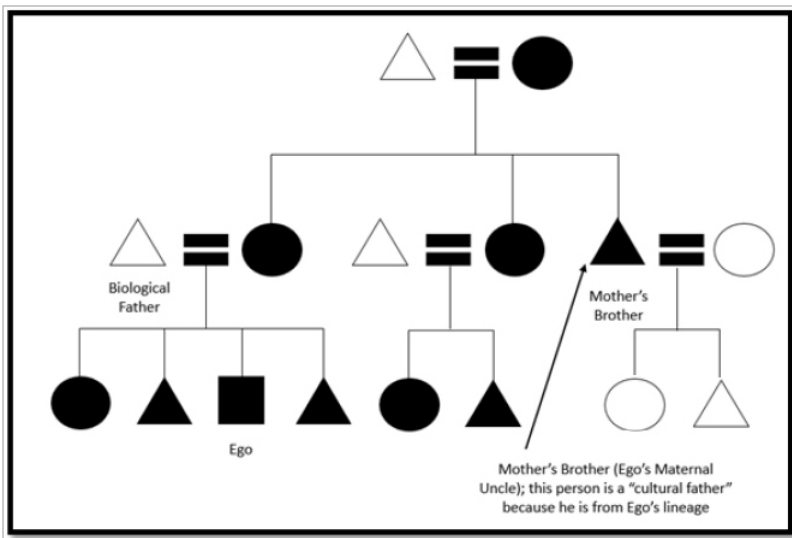 Biological
Father
Mother's
Brother
Ego
Mother's Brother (Ego's Maternal
Uncle); this person is a “cultural father”
because he is from Ego's lineage